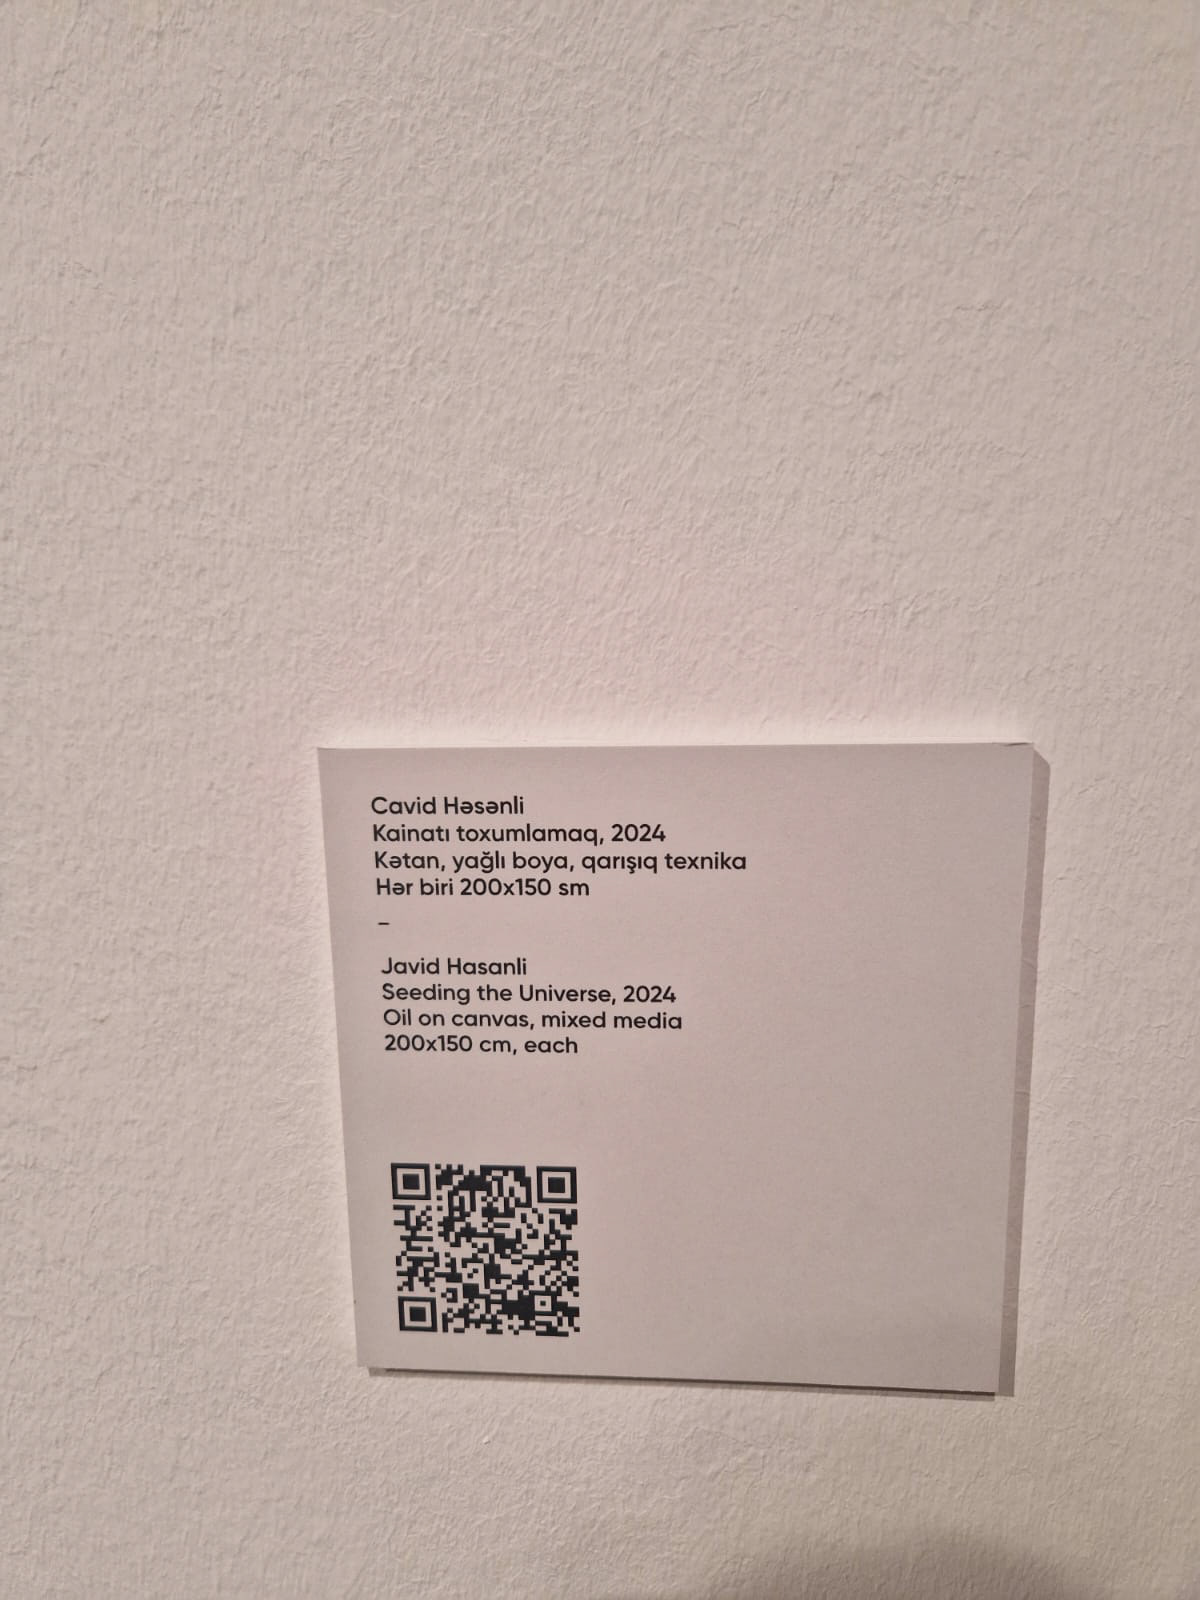 Cavid Həsənli
Kainatı toxumlamaq, 2024
Kətan, yağlı boya, qarışıq texnika
Hər biri 200x150 sm
–
Javid Hasanli
Seeding the Universe, 2024
Oil on canvas, mixed media
200x150 cm, each